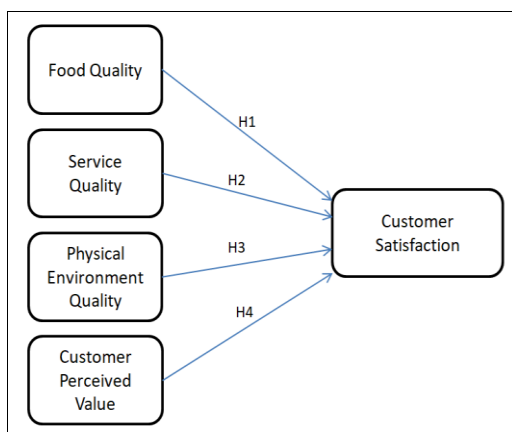 Food Quality
H1
Service
Quality
H2
Customer
Satisfaction
Physical
Environment
Quality
H3
H4
Customer
Perceived
Value